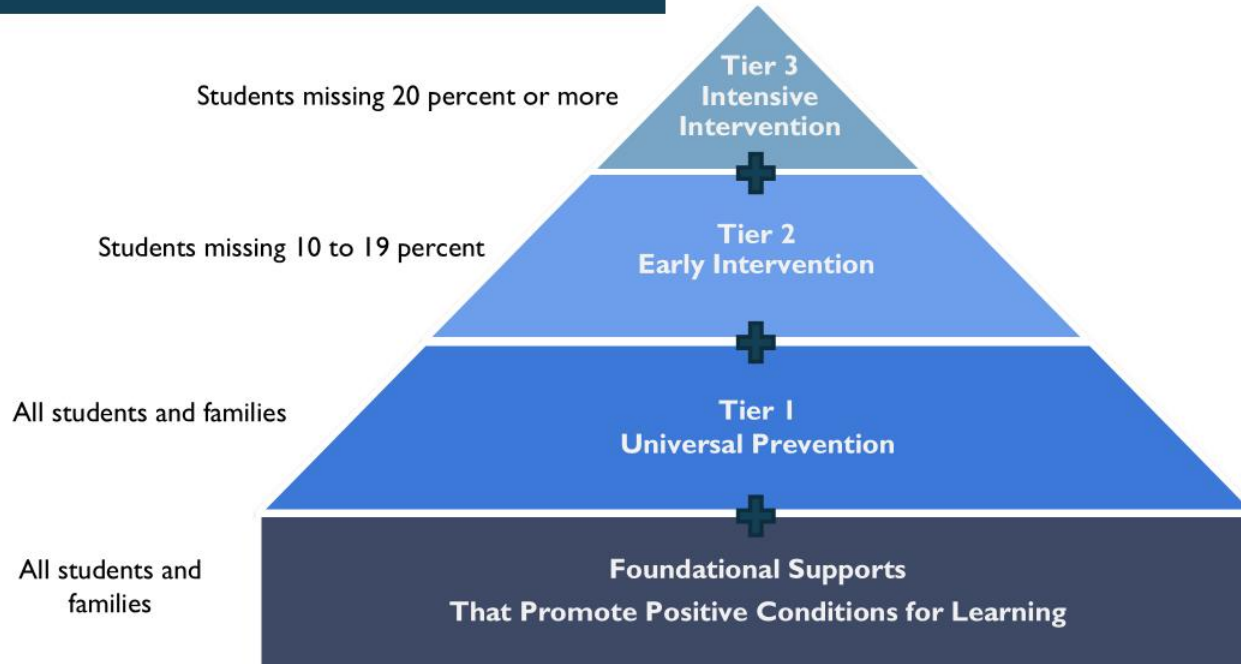 Students missing 20 percent or more
Tier 3
Intensive
Intervention
Students missing 10 to 19 percent
Tier 2
Early Intervention
All students and families
Tier 1
Universal Prevention
All students and
families
Foundational Supports
That Promote Positive Conditions for Learning